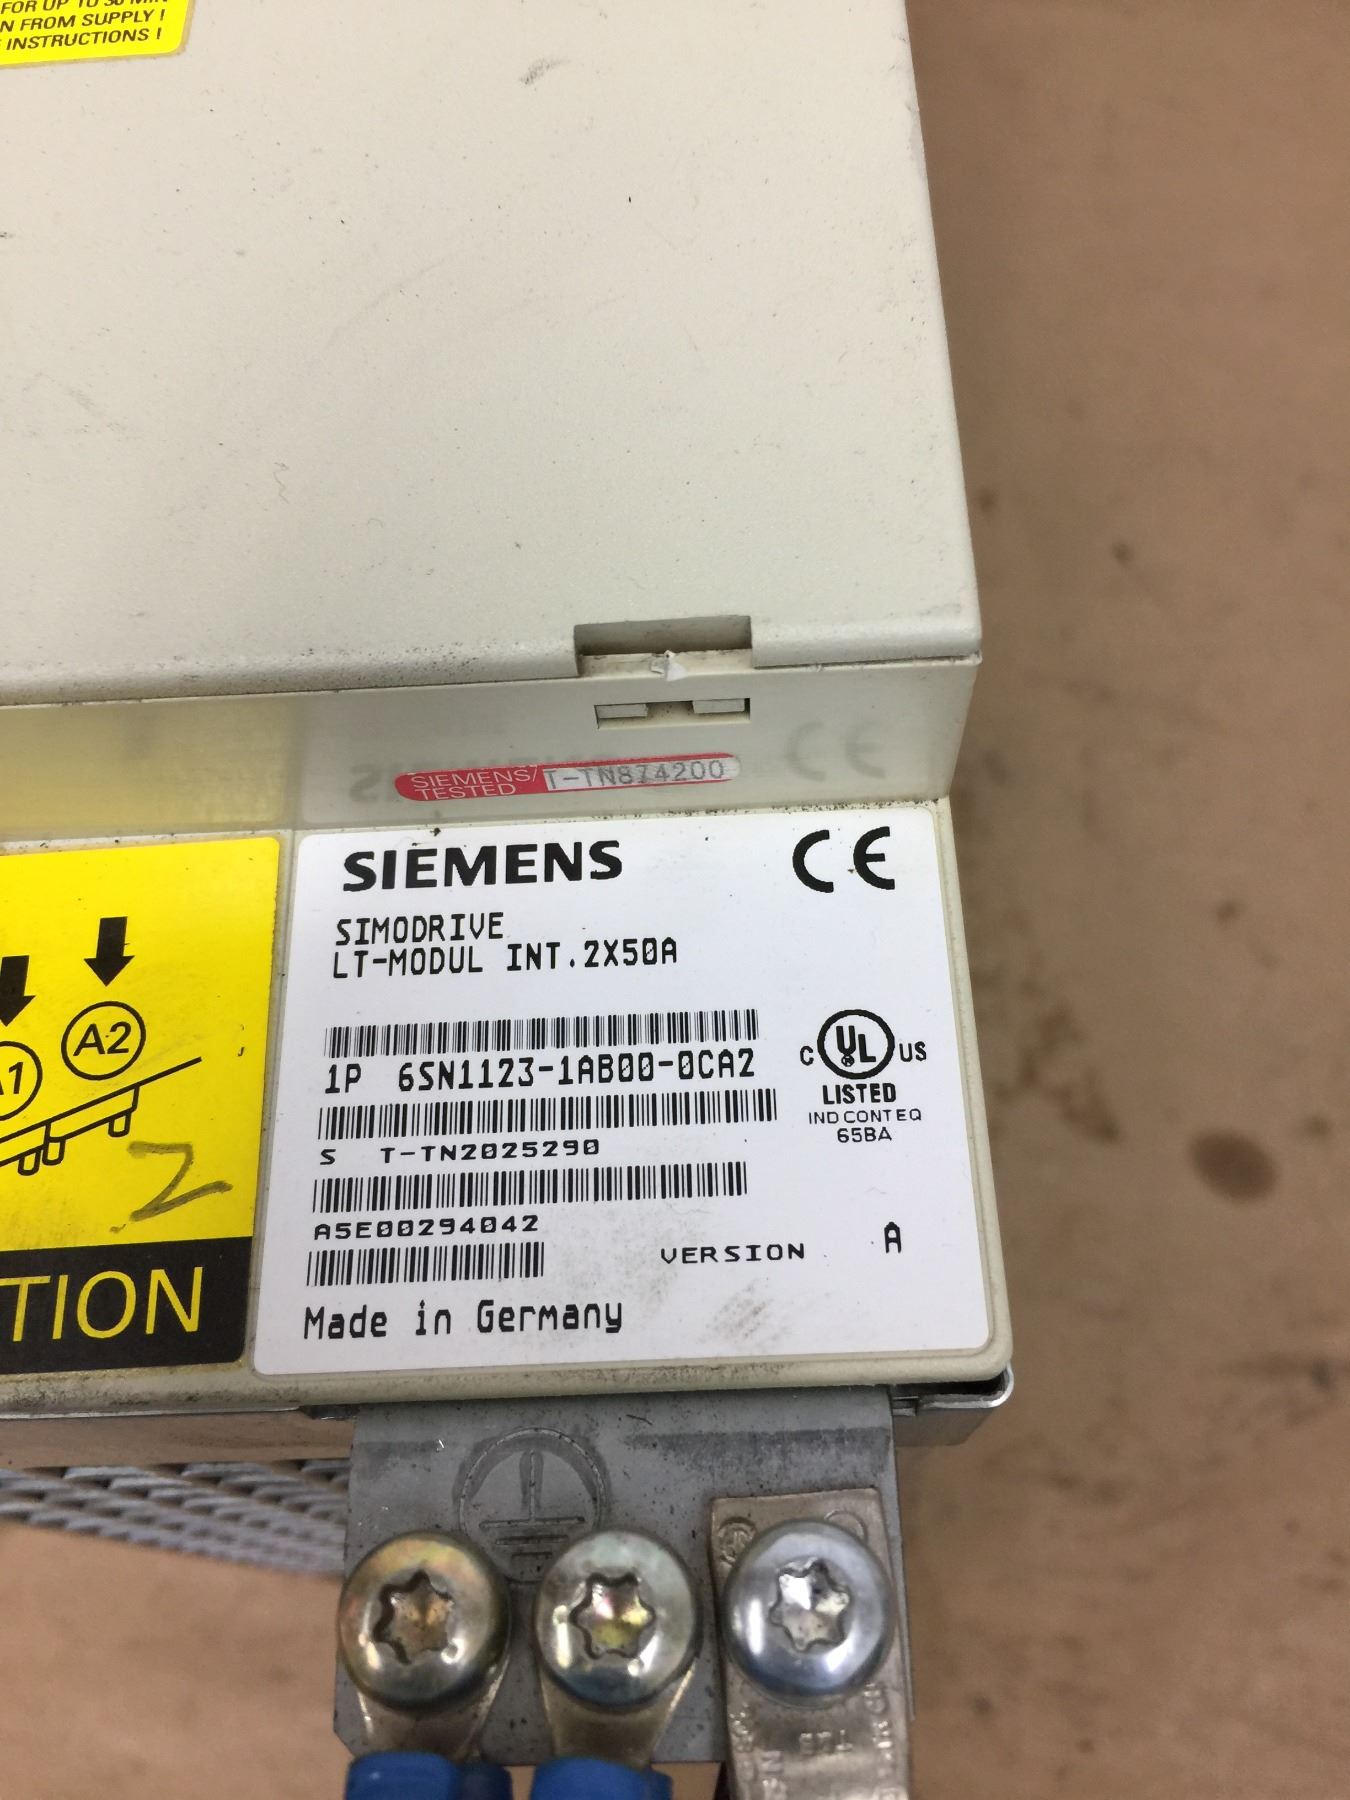 FOR UP TO 30 MIN
N FROM SUPPLY !
INSTRUCTIONS !
SIEMENS/
TESTED
T-TN874200
SIEMENS
CE
SIMODRIVE
LT-MODUL INT.2X50A
1P 6SN1123-1AB00-0CA2
C UL US
LISTED
IND CONT EQ
65BA
S T-TN2025290
A5E00294042
VERSION A
Made in Germany
A1
A2
2
TION